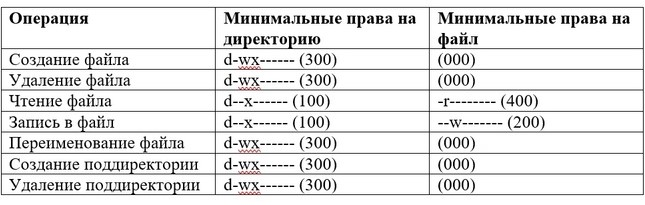 Операция Минимальные права на директорию Минимальные права на файл
Создание файла d-wx------ (300) (000)
Удаление файла d-wx------ (300) (000)
Чтение файла d--x------ (100) -r-------- (400)
Запись в файл d--x------ (100) --w------- (200)
Переименование файла d-wx------ (300) (000)
Создание поддиректории d-wx------ (300) (000)
Удаление поддиректории d-wx------ (300) (000)